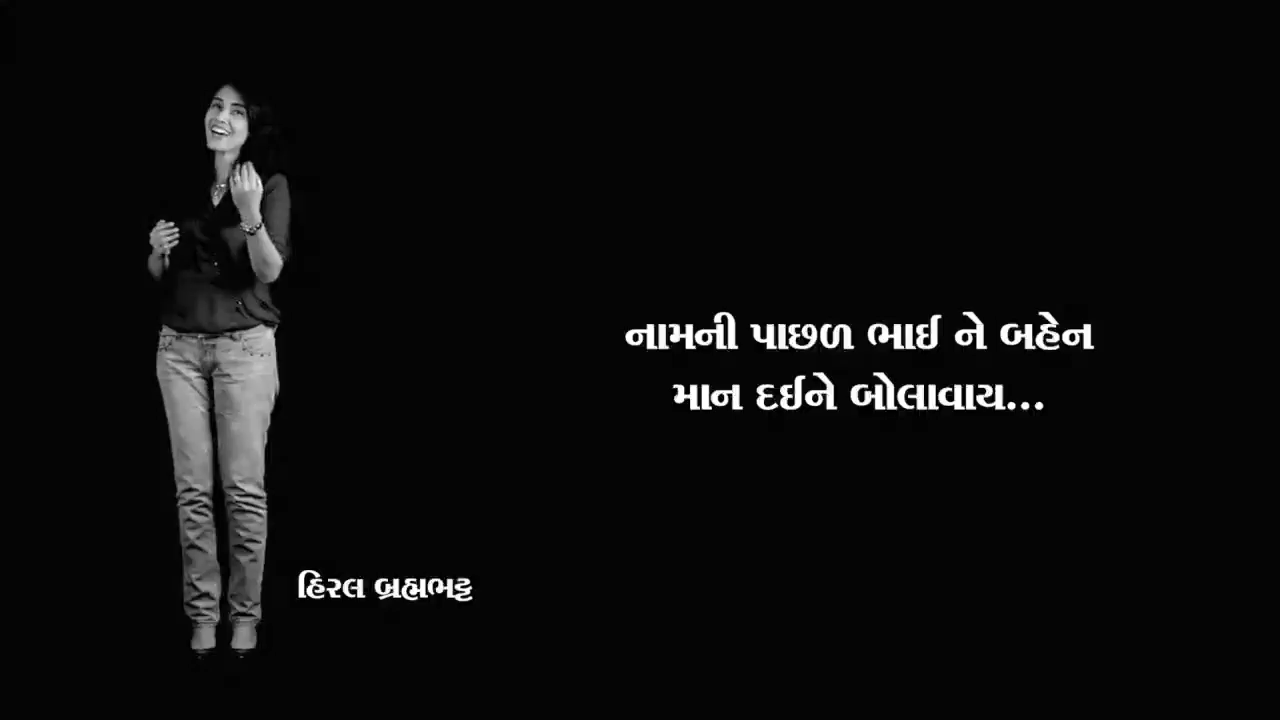 નામની પાછળ ભાઈ ને બહેન
માન દઈને બોલાવાય...
હિરલ બ્રહ્મભટ્ટ